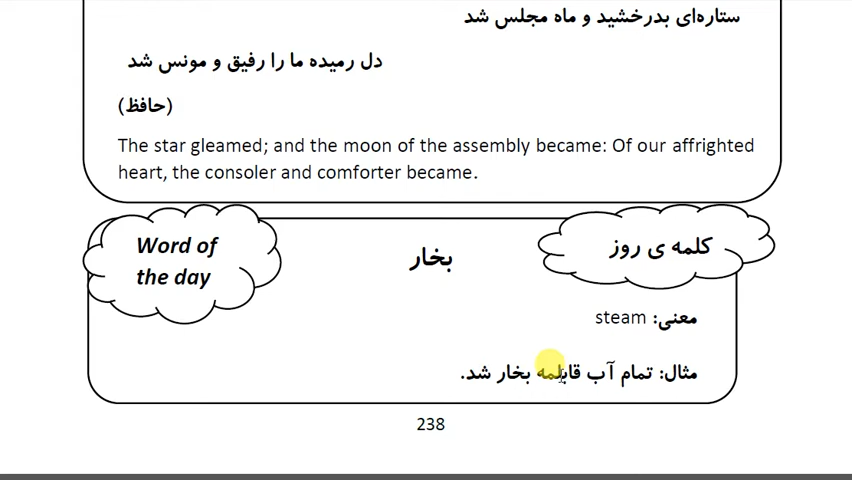 ستاره‌ای بدرخشید و ماه مجلس شد
دل رمیده ما را رفیق و مونس شد
(حافظ)
The star gleamed; and the moon of the assembly became: Of our affrighted
heart, the consoler and comforter became.
Word of
the day
کلمه ی روز
بخار
معنی: steam
مثال: تمام آب قابلمه بخار شد.
238